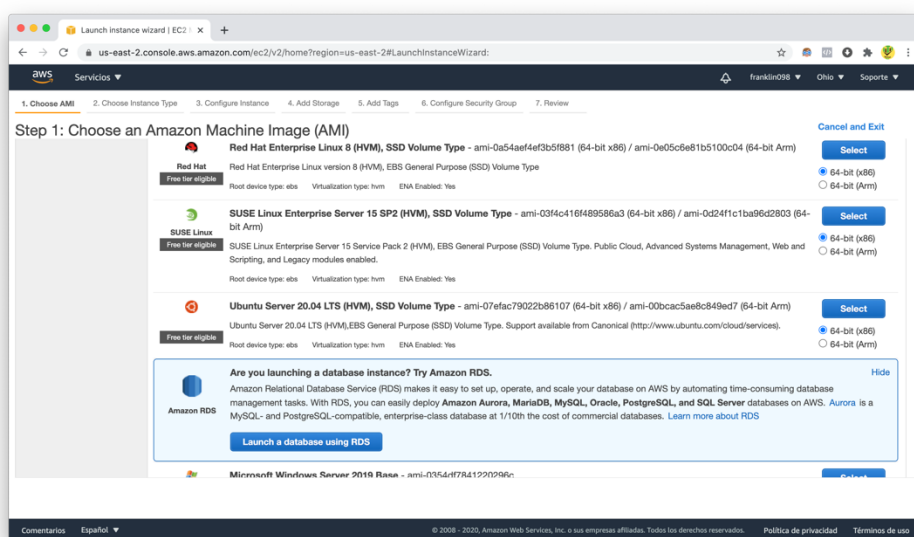 Launch instance wizard | EC2
us-east-2.console.aws.amazon.com/ec2/v2/home?region=us-east-2#LaunchInstanceWizard:
aws Servicios franklin098 Ohio Soporte
1. Choose AMI 2. Choose Instance Type 3. Configure Instance 4. Add Storage 5. Add Tags 6. Configure Security Group 7. Review
Step 1: Choose an Amazon Machine Image (AMI)
Cancel and Exit
Red Hat
Free tier eligible
Red Hat Enterprise Linux 8 (HVM), SSD Volume Type - ami-0a54aef4ef3b5f881 (64-bit x86) / ami-0e05c6e81b5100c04 (64-bit Arm)
Red Hat Enterprise Linux version 8 (HVM), EBS General Purpose (SSD) Volume Type
Root device type: ebs Virtualization type: hvm ENA Enabled: Yes
Select
64-bit (x86)
64-bit (Arm)
SUSE Linux
Free tier eligible
SUSE Linux Enterprise Server 15 SP2 (HVM), SSD Volume Type - ami-03f4c416f489586a3 (64-bit x86) / ami-0d24f1c1ba96d2803 (64-
bit Arm)
SUSE Linux Enterprise Server 15 Service Pack 2 (HVM), EBS General Purpose (SSD) Volume Type. Public Cloud, Advanced Systems Management, Web and
Scripting, and Legacy modules enabled.
Root device type: ebs Virtualization type: hvm ENA Enabled: Yes
Select
64-bit (x86)
64-bit (Arm)
Free tier eligible
Ubuntu Server 20.04 LTS (HVM), SSD Volume Type - ami-07efac79022b86107 (64-bit x86) / ami-00bcac5ae8c849ed7 (64-bit Arm)
Ubuntu Server 20.04 LTS (HVM),EBS General Purpose (SSD) Volume Type. Support available from Canonical (http://www.ubuntu.com/cloud/services).
Root device type: ebs Virtualization type: hvm ENA Enabled: Yes
Select
64-bit (x86)
64-bit (Arm)
Amazon RDS
Are you launching a database instance? Try Amazon RDS.
Hide
Amazon Relational Database Service (RDS) makes it easy to set up, operate, and scale your database on AWS by automating time-consuming database
management tasks. With RDS, you can easily deploy Amazon Aurora, MariaDB, MySQL, Oracle, PostgreSQL, and SQL Server databases on AWS. Aurora is a
MySQL- and PostgreSQL-compatible, enterprise-class database at 1/10th the cost of commercial databases. Learn more about RDS
Launch a database using RDS
Microsoft Windows Server 2019 Base - ami-0354df7841220296c
Select
Comentarios Español © 2008 - 2020, Amazon Web Services, Inc. o sus empresas afiliadas. Todos los derechos reservados. Política de privacidad Términos de uso